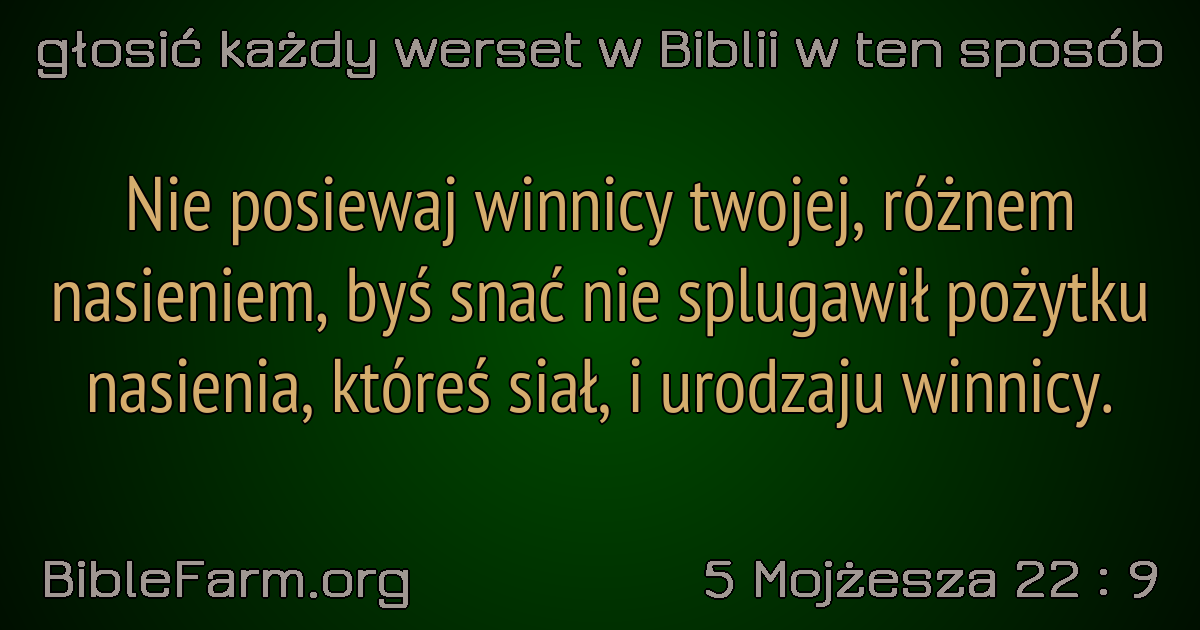 głosić każdy werset w Biblii w ten sposób
Nie posiewaj winnicy twojej, różnem
nasieniem, byś snać nie splugawił pożytku
nasienia, któreś siał, i urodzaju winnicy.
BibleFarm.org
5 Mojżesza 22 : 9